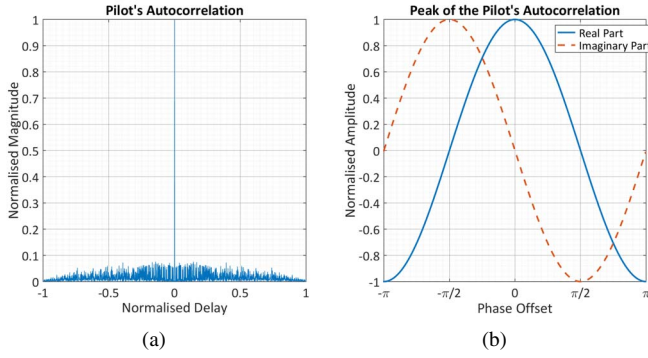 Pilot's Autocorrelation
Normalised Magnitude
1
0.9
0.8
0.7
0.6
0.5
0.4
0.3
0.2
0.1
0
-1
-0.5
0
0.5
1
Normalised Delay
(a)
Peak of the Pilot's Autocorrelation
Real Part
Imaginary Part
Normalised Amplitude
1
0.8
0.6
0.4
0.2
0
-0.2
-0.4
-0.6
-0.8
-1
-π
-π/2
0
π/2
π
Phase Offset
(b)